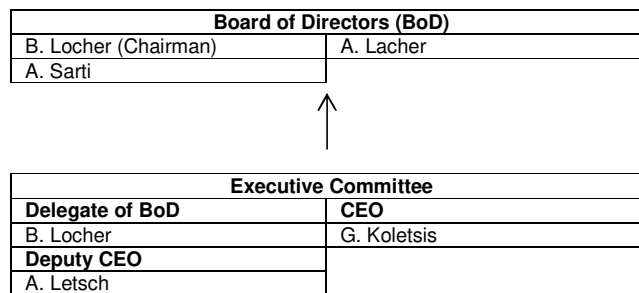 Board of Directors (BoD)
B. Locher (Chairman) A. Lacher
A. Sarti
Executive Committee
Delegate of BoD CEO
B. Locher G. Koletsis
Deputy CEO
A. Letsch